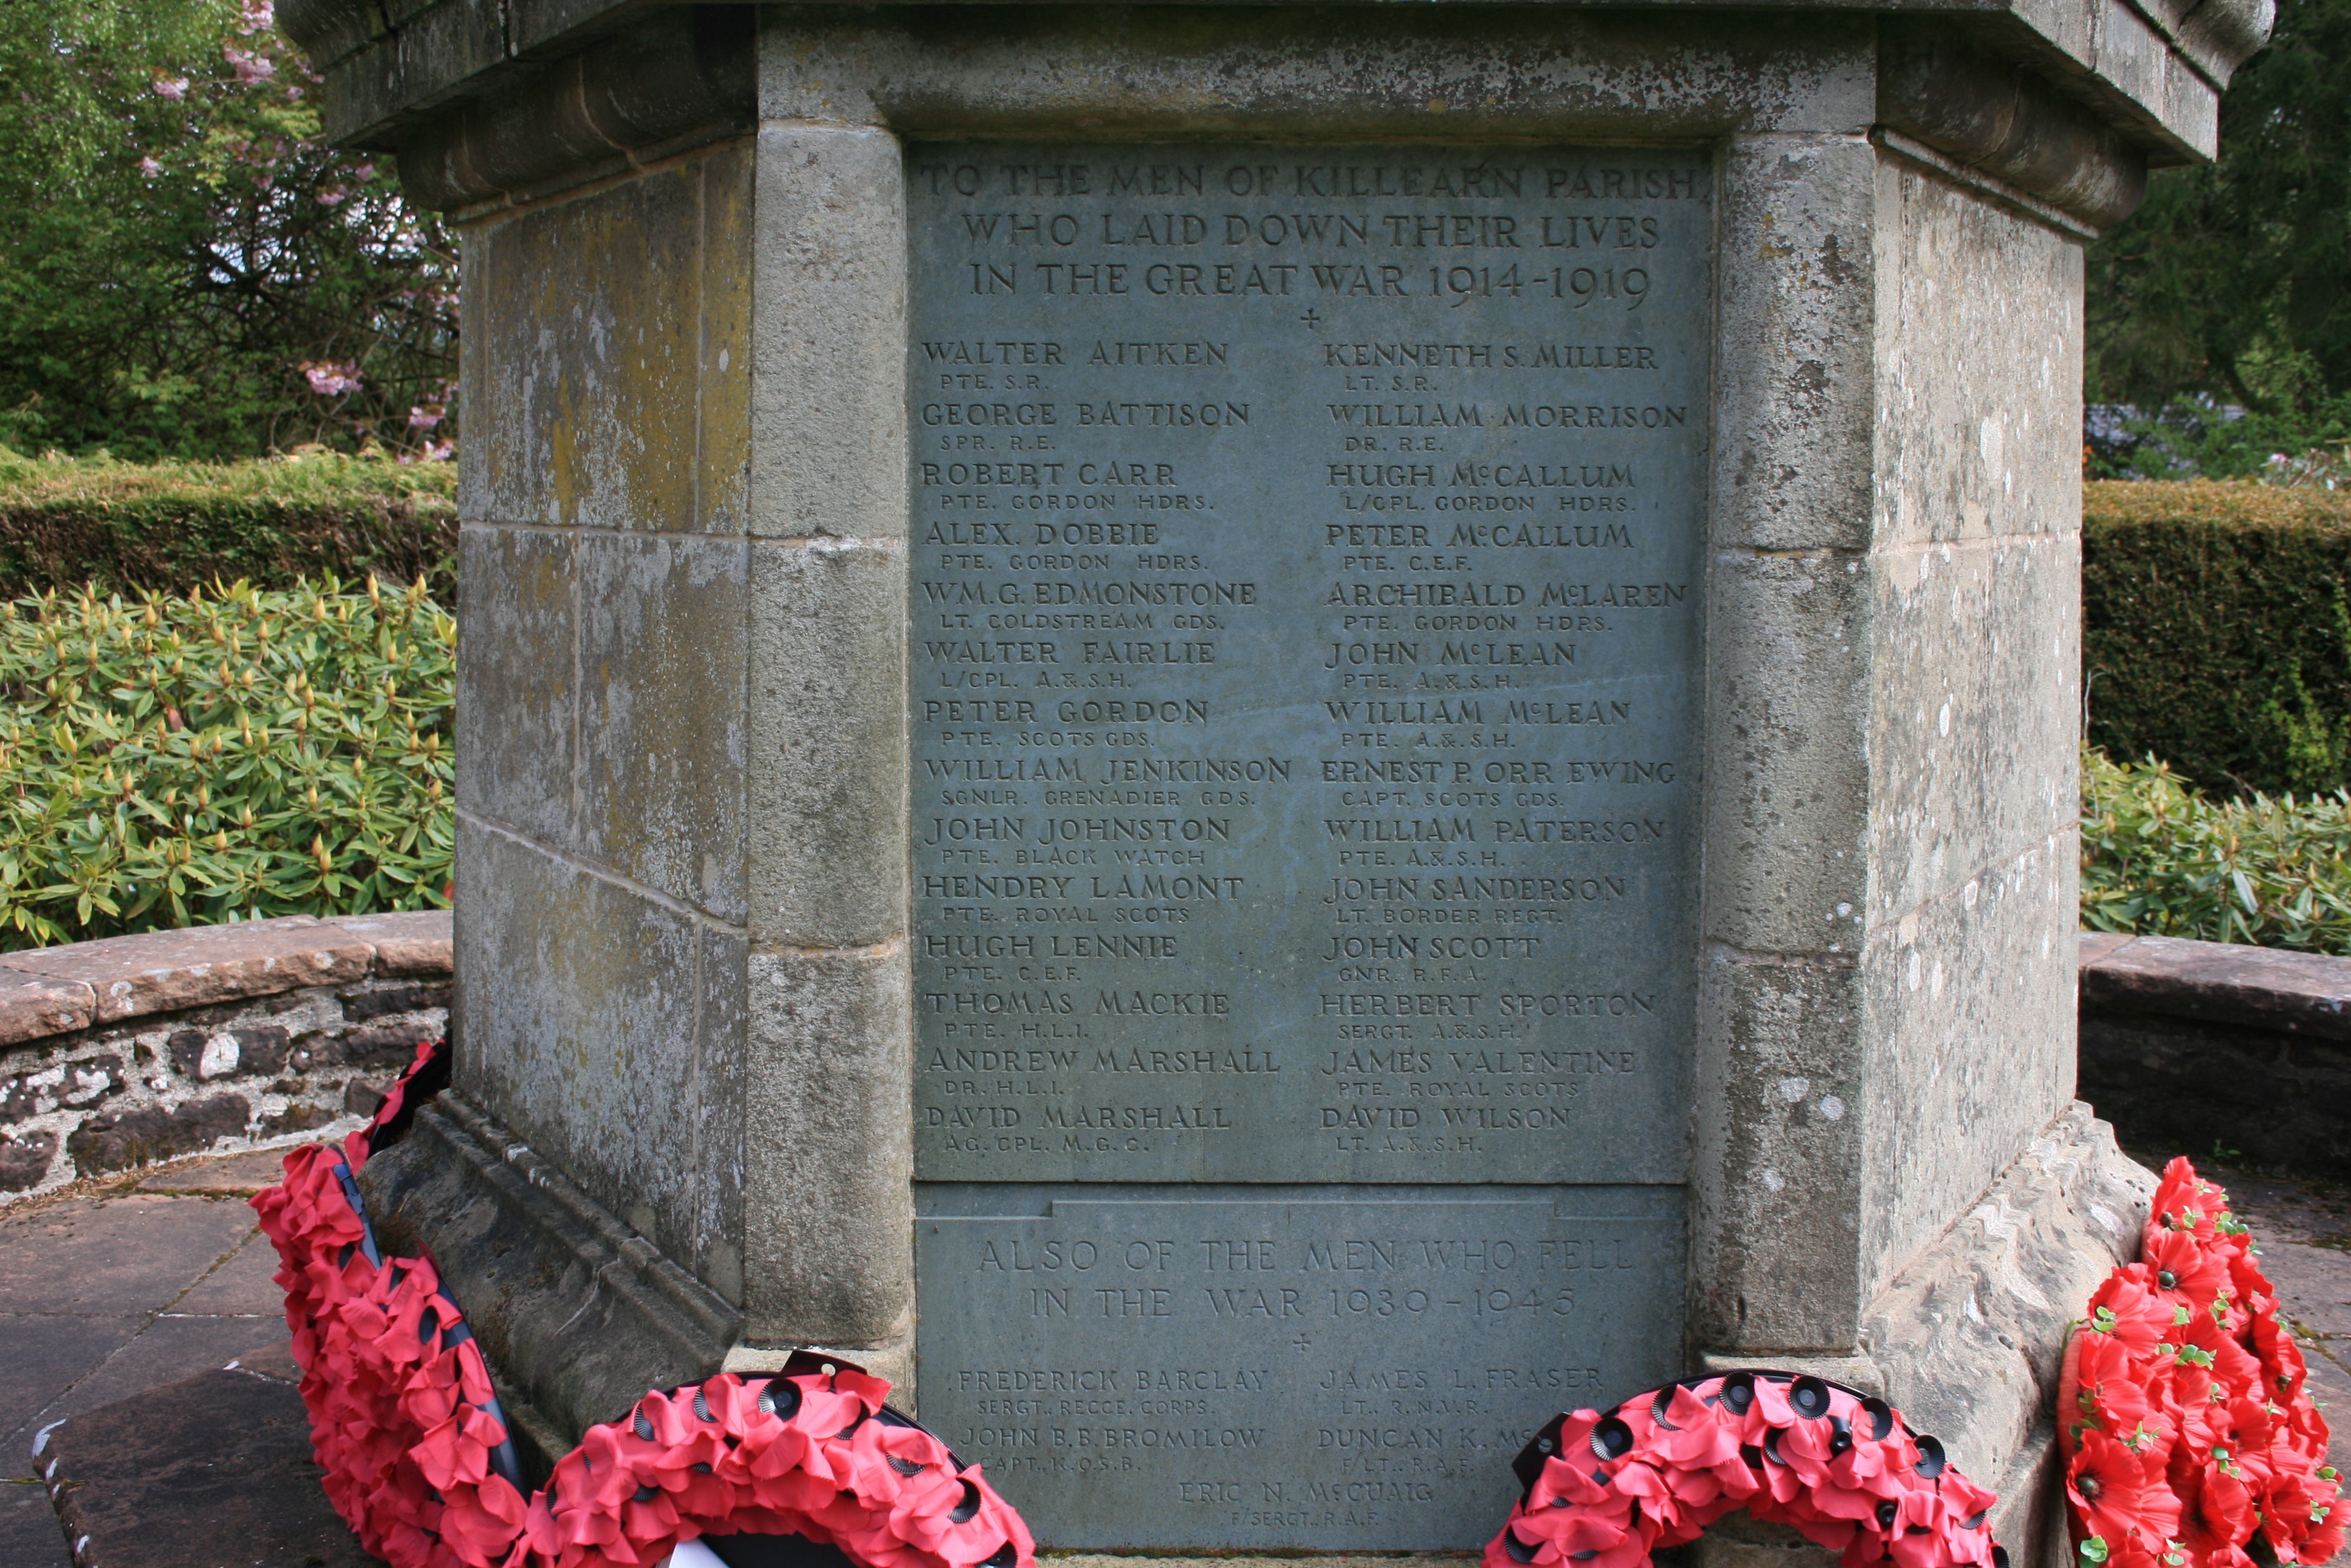 TO THE MEN OF KILLEARN PARISH
WHO LAID DOWN THEIR LIVES
IN THE GREAT WAR 1914-1919
WALTER AITKEN
PTE. S.R.
GEORGE BATTISON
SPR. R.E.
ROBERT CARR
PTE. GORDON HDRS.
ALEX. DOBBIE
PTE. GORDON HDRS.
WM. G. EDMONSTONE
LT. COLDSTREAM GDS.
WALTER FAIRLIE
L/CPL. A.&.S.H.
PETER GORDON
PTE. SCOTS GDS.
WILLIAM JENKINSON
SGNLR. GRENADIER GDS.
JOHN JOHNSTON
PTE. BLACK WATCH
HENDRY LAMONT
PTE. ROYAL SCOTS
HUGH LENNIE
PTE. C.E.F.
THOMAS MACKIE
PTE. H.L.I.
ANDREW MARSHALL
DR. H.L.I.
DAVID MARSHALL
AG. CPL. M.G.C.
KENNETH S. MILLER
LT. S.R.
WILLIAM MORRISON
DR. R.E.
HUGH McCALLUM
L/CPL. GORDON HDRS.
PETER McCALLUM
PTE. C.E.F.
ARCHIBALD McLAREN
PTE. GORDON HDRS.
JOHN McLEAN
PTE. A.&.S.H.
WILLIAM McLEAN
PTE. A.&.S.H.
ERNEST P. ORR EWING
CAPT. SCOTS GDS.
WILLIAM PATERSON
PTE. A.&.S.H.
JOHN SANDERSON
LT. BORDER REGT.
JOHN SCOTT
GNR. R.F.A.
HERBERT SPORTON
SERGT. A.&.S.H.
JAMES VALENTINE
PTE. ROYAL SCOTS
DAVID WILSON
LT. A.&.S.H.
ALSO OF THE MEN WHO FELL
IN THE WAR 1939-1945
FREDERICK BARCLAY
SERGT., RECCE. CORPS.
JOHN B.B. BROMILOW
CAPT., K.O.S.B.
JAMES L. FRASER
LT., R.N.V.R.
DUNCAN K.
F/LT., R.A.F.
ERIC N. McCUAIG
F/SERGT., R.A.F.